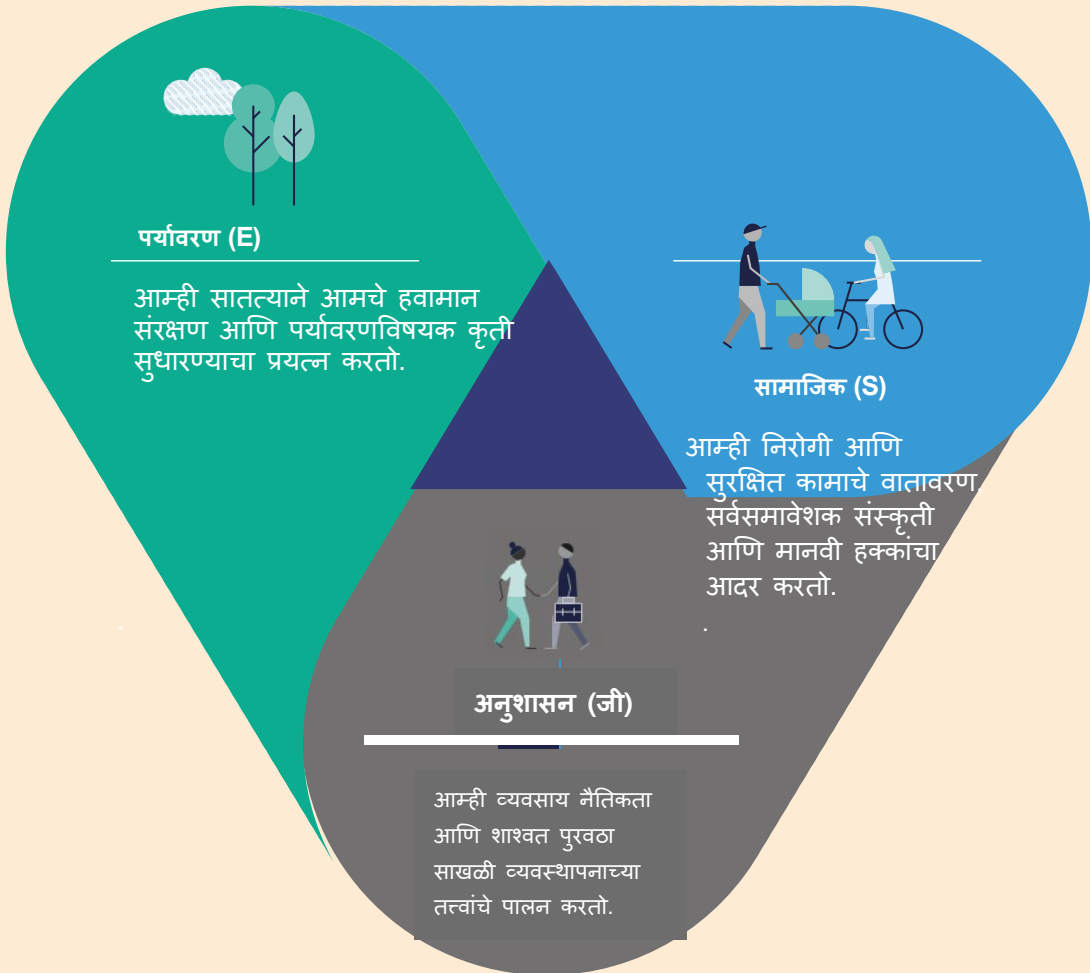 पर्यावरण (E)
आम्ही सातत्याने आमचे हवामान
संरक्षण आणि पर्यावरणविषयक कृती
सुधारण्याचा प्रयत्न करतो.
सामाजिक (S)
आम्ही निरोगी आणि
सुरक्षित कामाचे वातावरण,
सर्वसमावेशक संस्कृती
आणि मानवी हक्कांचा
आदर करतो.
.
अनुशासन (जी)
आम्ही व्यवसाय नैतिकता
आणि शाश्वत पुरवठा
साखळी व्यवस्थापनाच्या
तत्त्वांचे पालन करतो.